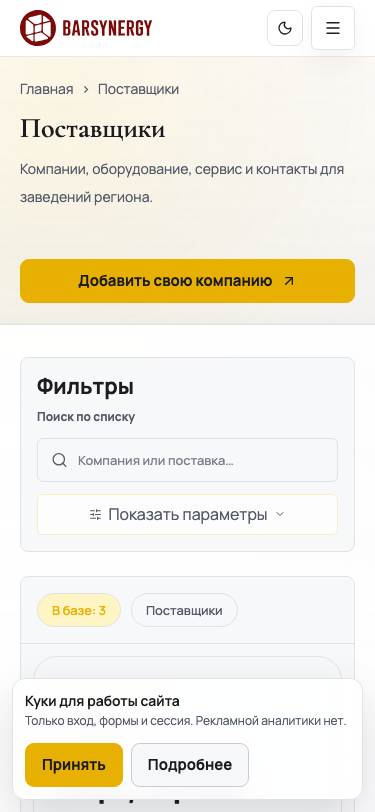 BARSYNERGY
Главная > Поставщики
Поставщики
Компании, оборудование, сервис и контакты для
заведений региона.
Добавить свою компанию
Фильтры
Поиск по списку
Компания или поставка...
Показать параметры
В базе: 3
Поставщики
Куки для работы сайта
Только вход, формы и сессия. Рекламной аналитики нет.
Принять
Подробнее